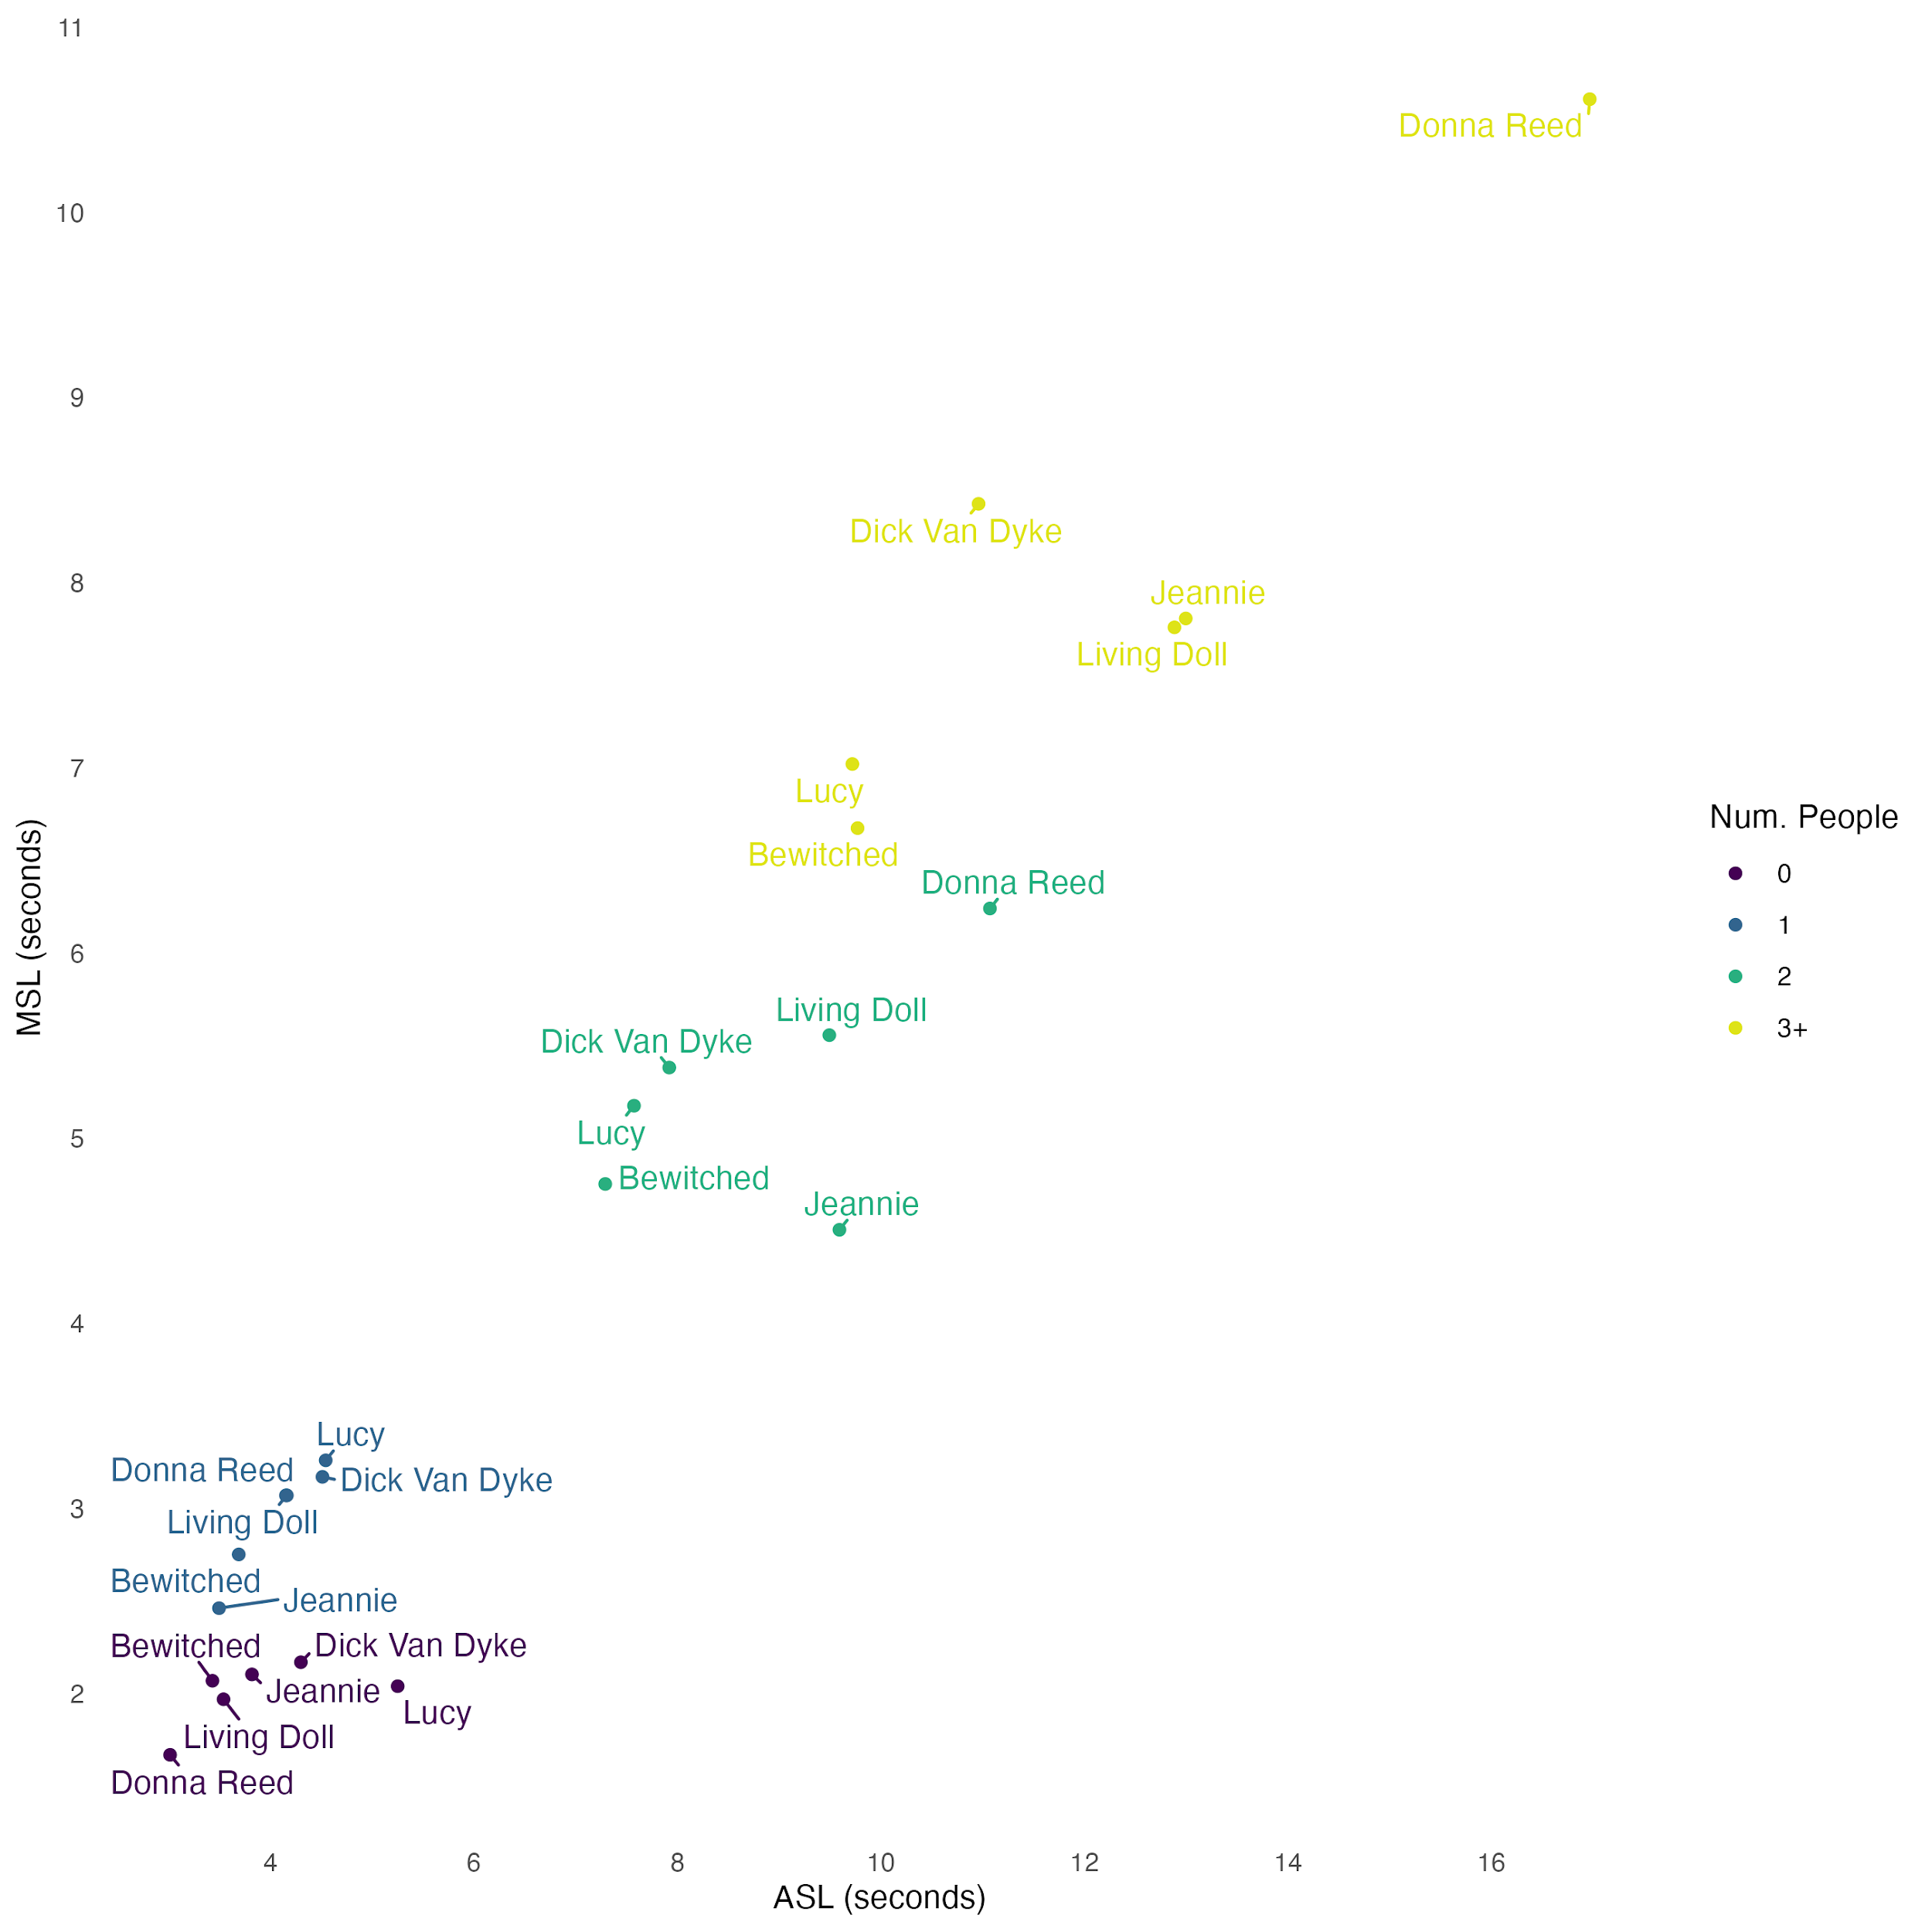 11
Donna Reed
10
9
Dick Van Dyke
8
Jeannie
Living Doll
7
Lucy
Bewitched
Donna Reed
6
Living Doll
Dick Van Dyke
5
Lucy
Bewitched
Jeannie
4
Lucy
Donna Reed
Dick Van Dyke
3
Living Doll
Bewitched
Jeannie
Bewitched
Dick Van Dyke
2
Jeannie
Lucy
Living Doll
Donna Reed
4 6 8 10 12 14 16
ASL (seconds)
MSL (seconds)
Num. People
0
1
2
3+